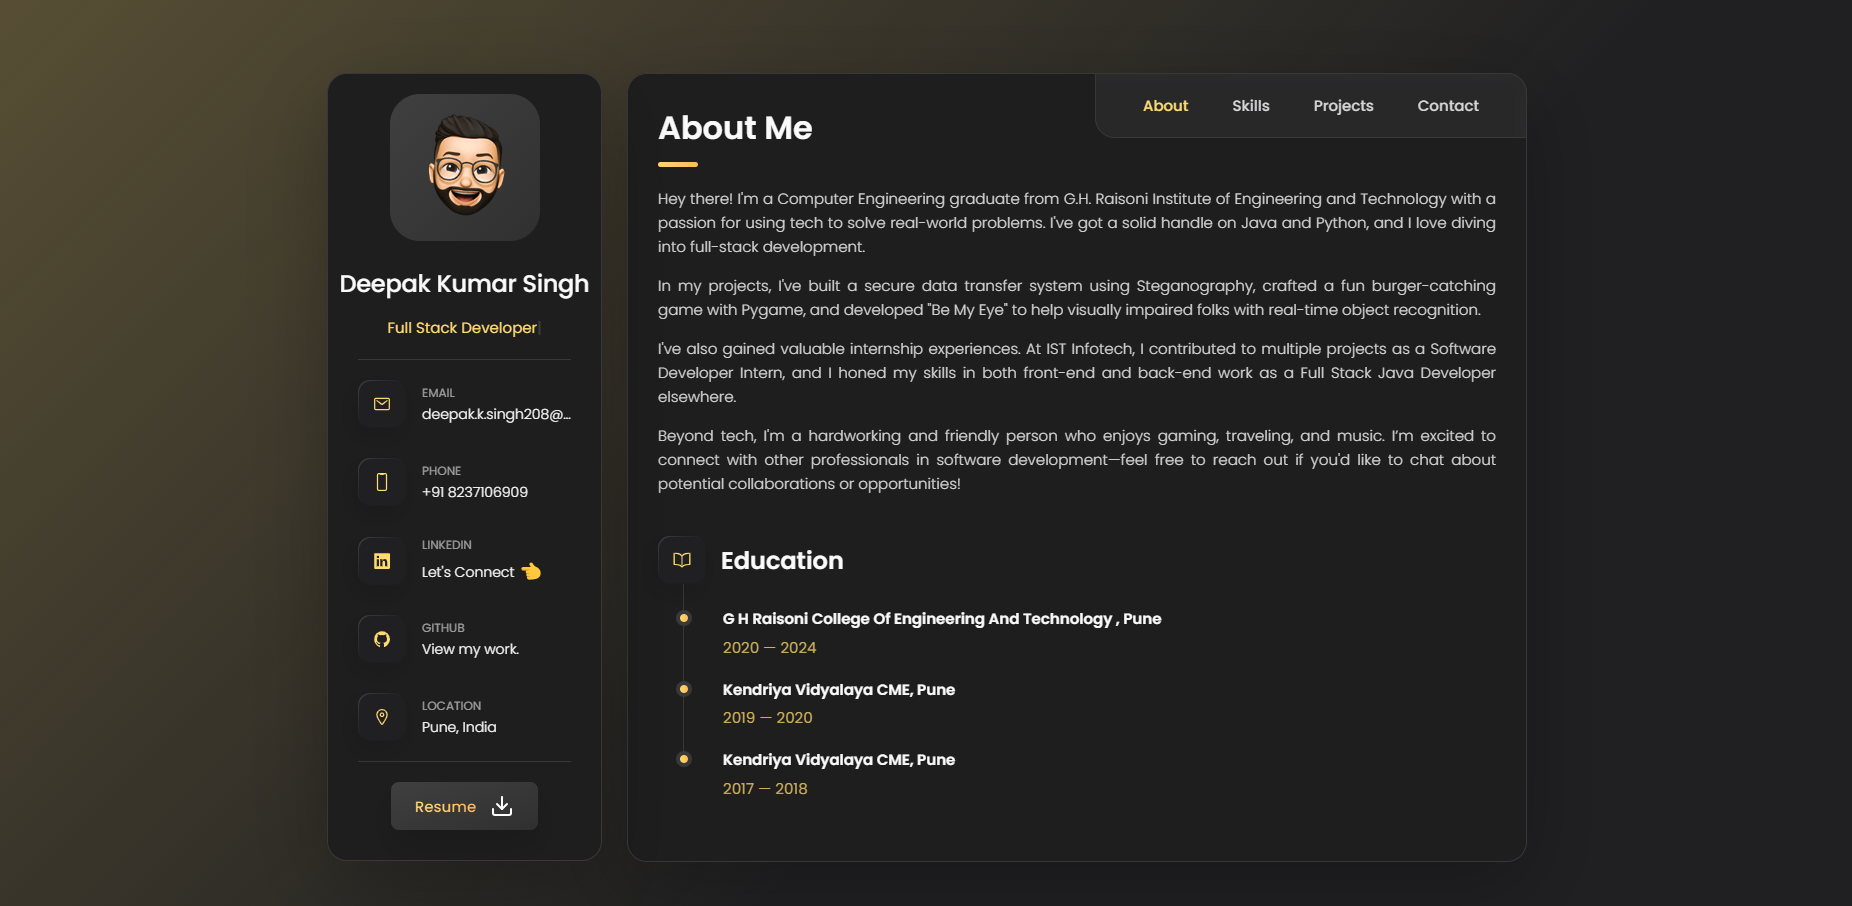 Deepak Kumar Singh
Full Stack Developer
EMAIL
deepak.k.singh208@...
PHONE
+91 8237106909
LINKEDIN
Let's Connect 👈
GITHUB
View my work.
LOCATION
Pune, India
Resume
About Skills Projects Contact
About Me
Hey there! I'm a Computer Engineering graduate from G.H. Raisoni Institute of Engineering and Technology with a
passion for using tech to solve real-world problems. I've got a solid handle on Java and Python, and I love diving
into full-stack development.
In my projects, I've built a secure data transfer system using Steganography, crafted a fun burger-catching
game with Pygame, and developed "Be My Eye" to help visually impaired folks with real-time object recognition.
I've also gained valuable internship experiences. At IST Infotech, I contributed to multiple projects as a Software
Developer Intern, and I honed my skills in both front-end and back-end work as a Full Stack Java Developer
elsewhere.
Beyond tech, I'm a hardworking and friendly person who enjoys gaming, traveling, and music. I’m excited to
connect with other professionals in software development—feel free to reach out if you'd like to chat about
potential collaborations or opportunities!
Education
G H Raisoni College Of Engineering And Technology , Pune
2020 — 2024
Kendriya Vidyalaya CME, Pune
2019 — 2020
Kendriya Vidyalaya CME, Pune
2017 — 2018